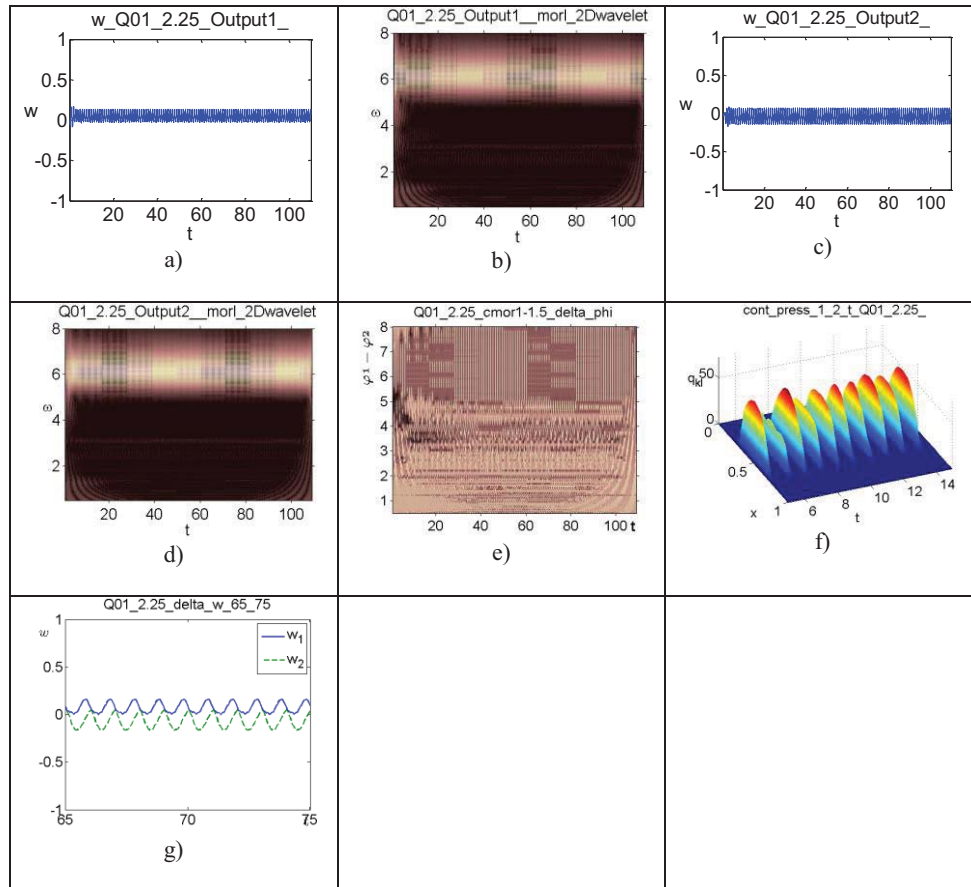 w_Q01_2.25_Output1_
1
0.5
w
0
-0.5
-1
20 40 60 80 100
t
a)
Q01_2.25_Output1__morl_2Dwavelet
8
6
ω
4
2
20 40 60 80 100
t
b)
w_Q01_2.25_Output2_
1
0.5
w
0
-0.5
-1
20 40 60 80 100
t
c)
Q01_2.25_Output2__morl_2Dwavelet
8
6
ω
4
2
20 40 60 80 100
t
d)
Q01_2.25_cmor1-1.5_delta_phi
φ¹ − φ²
8
7
6
5
4
3
2
1
20 40 60 80 100 t
e)
cont_press_1_2_t_Q01_2.25_
50
q_kl
0
0
0.5
x 1 6 8 t 10 12 14
f)
Q01_2.25_delta_w_65_75
1
w
0.5
0
-0.5
-1
w₁
w₂
65 70 75
t
g)